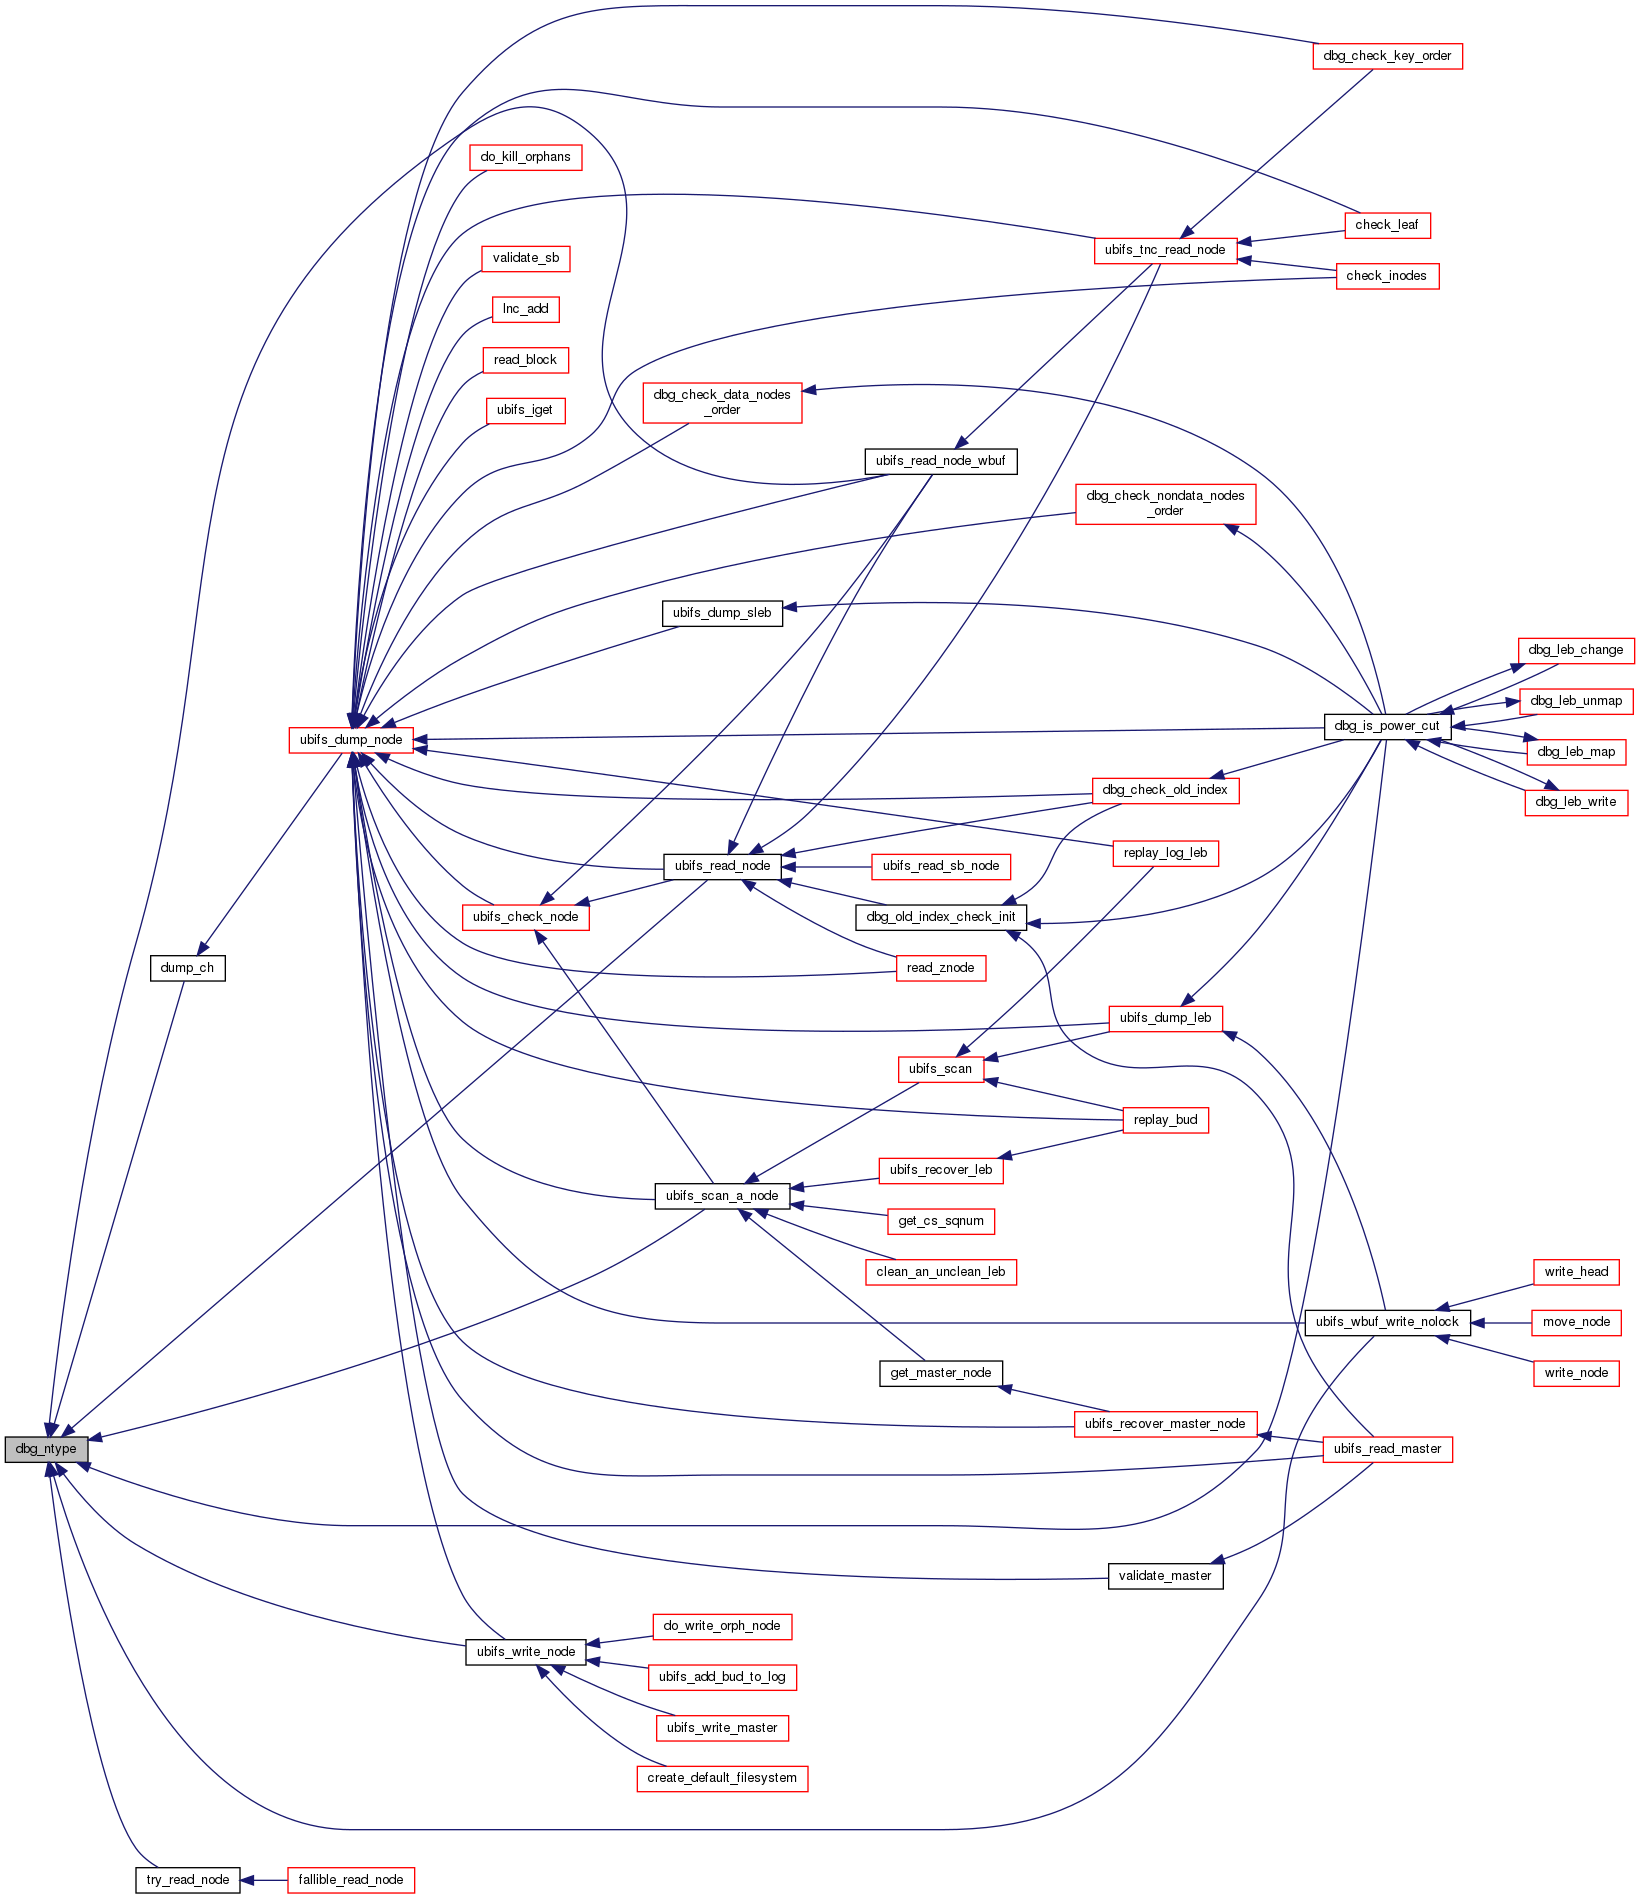 dbg_check_key_order
do_kill_orphans
check_leaf
ubifs_tnc_read_node
validate_sb
check_inodes
lnc_add
read_block
dbg_check_data_nodes
_order
ubifs_iget
ubifs_read_node_wbuf
dbg_check_nondata_nodes
_order
ubifs_dump_sleb
dbg_leb_change
dbg_leb_unmap
dbg_is_power_cut
ubifs_dump_node
dbg_leb_map
dbg_check_old_index
dbg_leb_write
replay_log_leb
ubifs_read_node
ubifs_read_sb_node
ubifs_check_node
dbg_old_index_check_init
dump_ch
read_znode
ubifs_dump_leb
ubifs_scan
replay_bud
ubifs_recover_leb
ubifs_scan_a_node
get_cs_sqnum
clean_an_unclean_leb
write_head
ubifs_wbuf_write_nolock
move_node
get_master_node
write_node
ubifs_recover_master_node
dbg_ntype
ubifs_read_master
validate_master
do_write_orph_node
ubifs_write_node
ubifs_add_bud_to_log
ubifs_write_master
create_default_filesystem
try_read_node
fallible_read_node